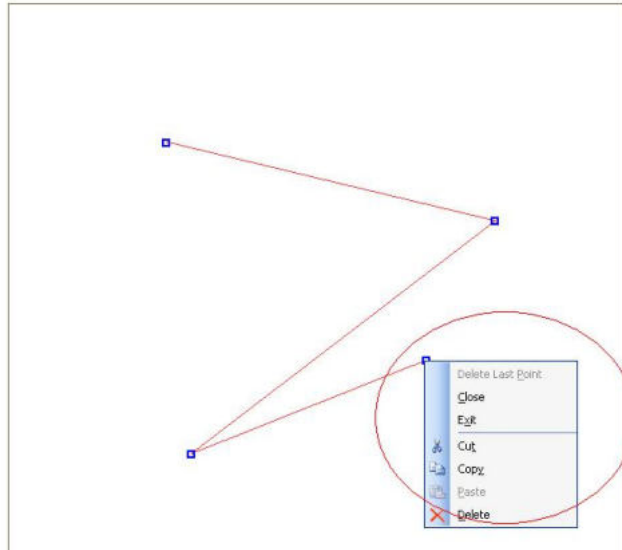 Delete Last Point
Close
Exit
Cut
Copy
Paste
Delete